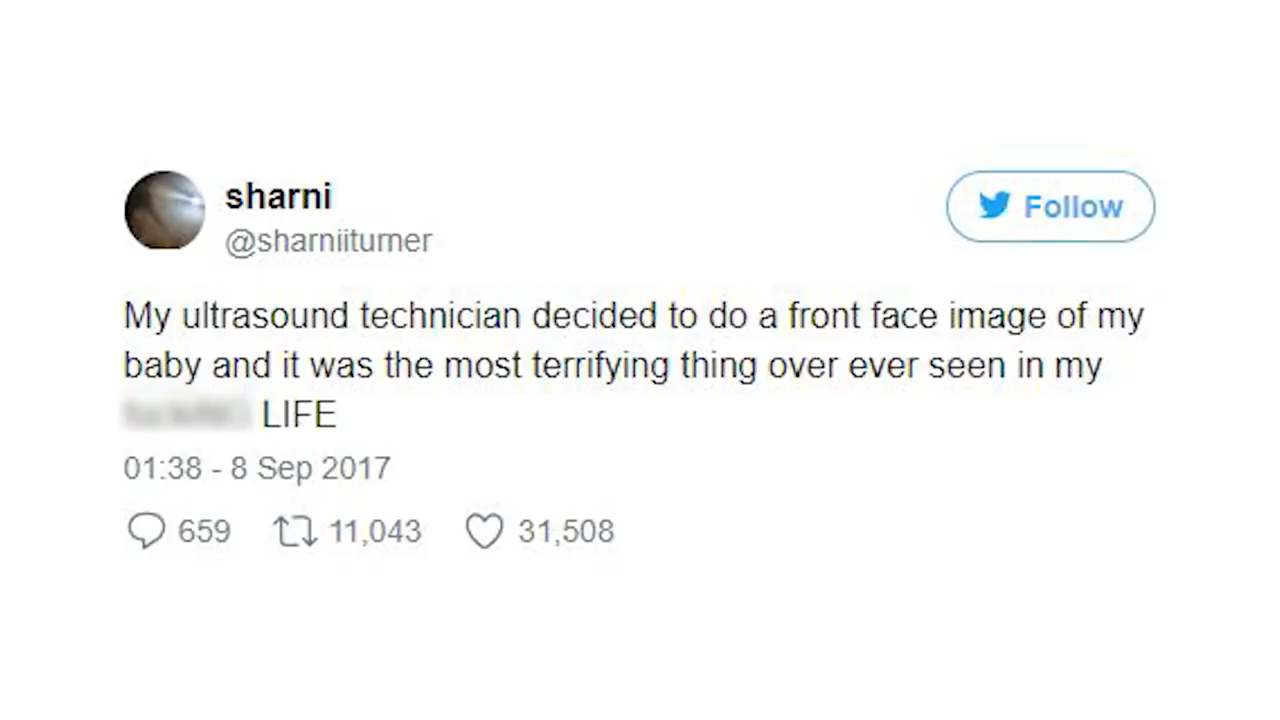 sharni
@sharniiturner
Follow
My ultrasound technician decided to do a front face image of my
baby and it was the most terrifying thing over ever seen in my
LIFE
01:38 - 8 Sep 2017
659 11,043 31,508